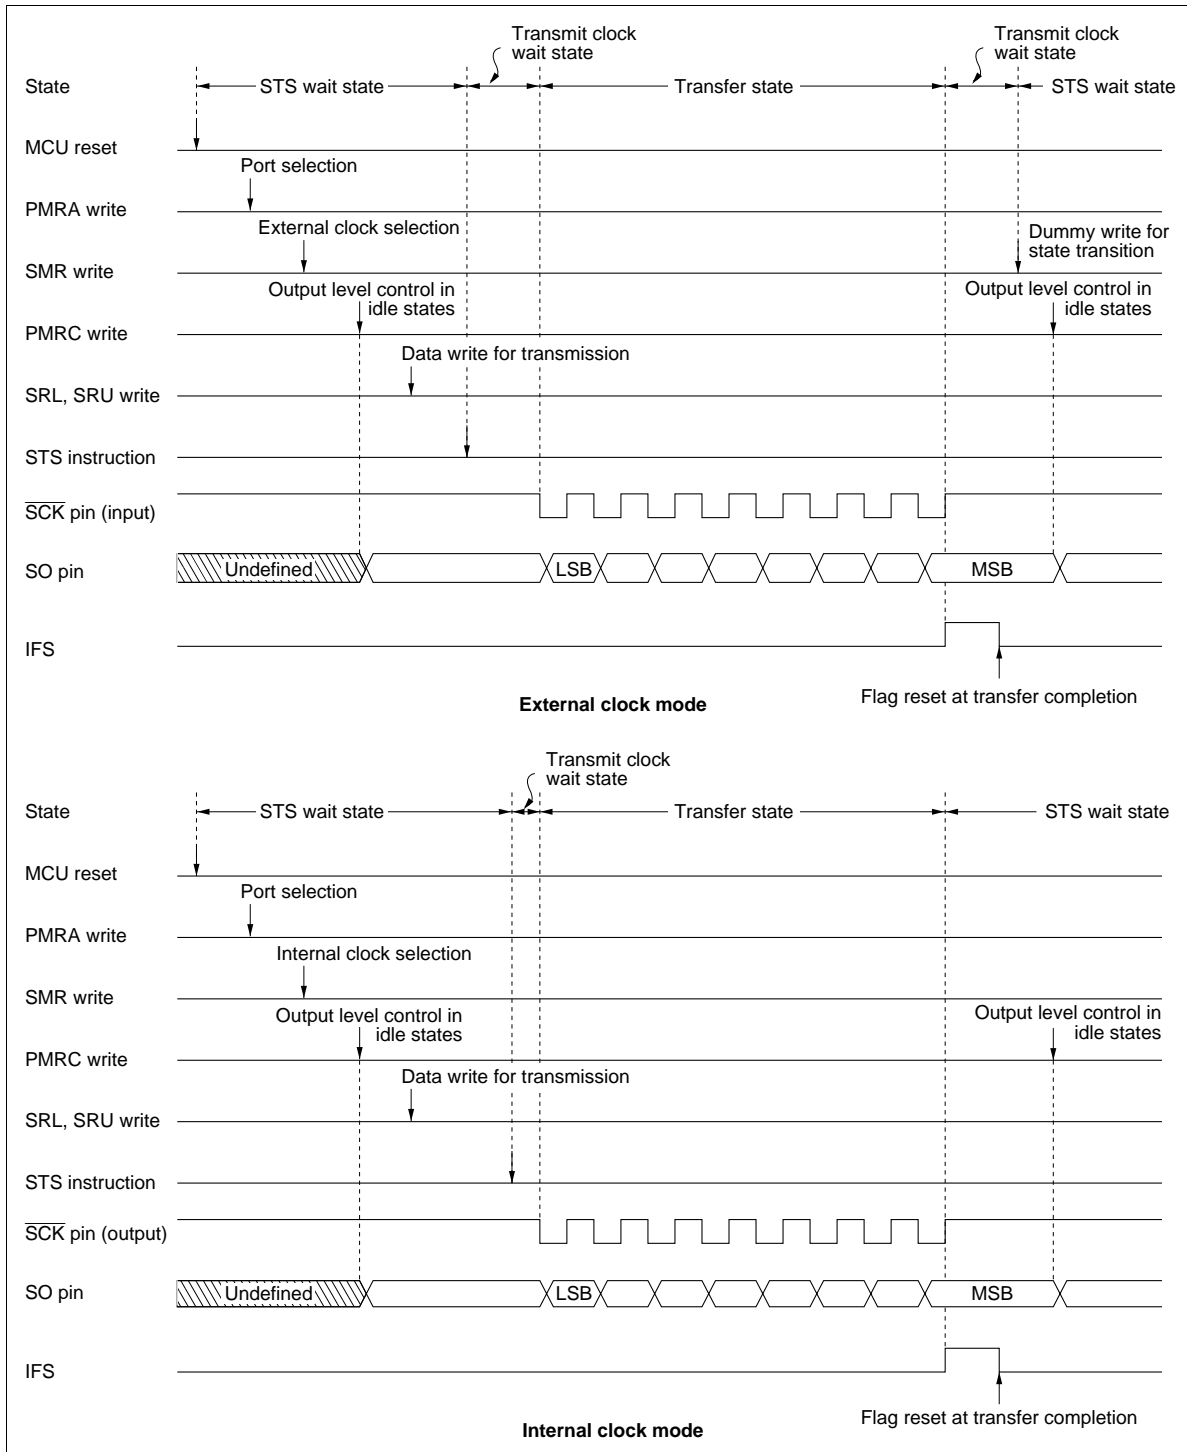 Transmit clock
wait state
Transmit clock
wait state
State
STS wait state
Transfer state
STS wait state
MCU reset
Port selection
PMRA write
External clock selection
Dummy write for
state transition
SMR write
Output level control in
idle states
Output level control in
idle states
PMRC write
Data write for transmission
SRL, SRU write
STS instruction
SCK pin (input)
SO pin
Undefined
LSB
MSB
IFS
Flag reset at transfer completion
External clock mode
Transmit clock
wait state
State
STS wait state
Transfer state
STS wait state
MCU reset
Port selection
PMRA write
Internal clock selection
SMR write
Output level control in
idle states
Output level control in
idle states
PMRC write
Data write for transmission
SRL, SRU write
STS instruction
SCK pin (output)
SO pin
Undefined
LSB
MSB
IFS
Flag reset at transfer completion
Internal clock mode